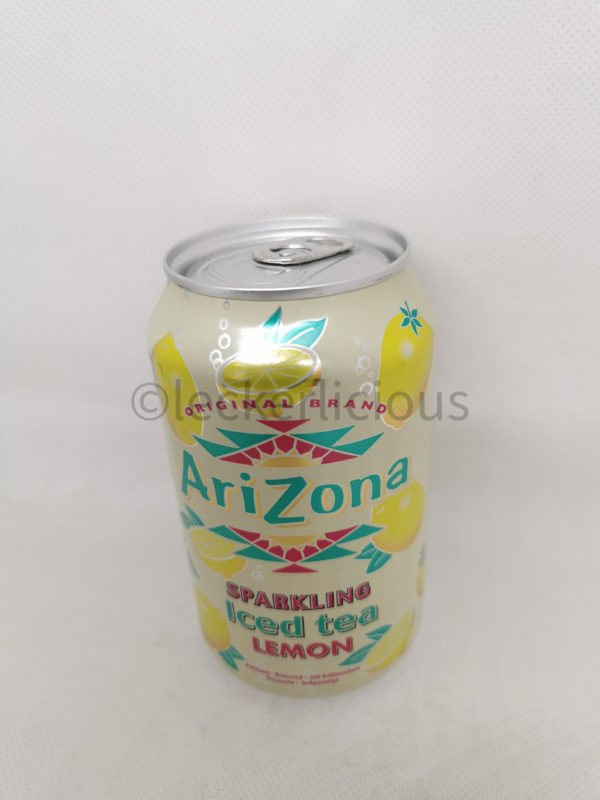 ORIGINAL BRAND
©leckerlicious
AriZona
SPARKLING
Iced tea
LEMON